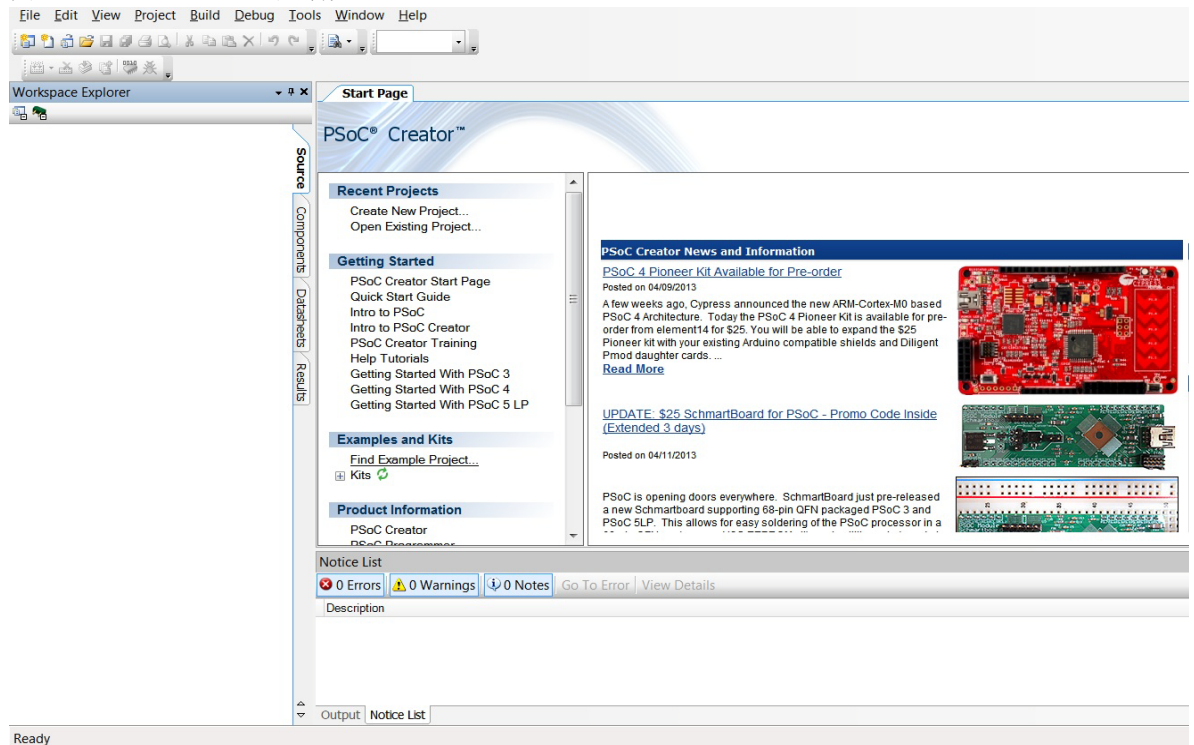 File Edit View Project Build Debug Tools Window Help
Workspace Explorer
Source
Components
Datasheets
Results
Start Page
PSoC® Creator™
Recent Projects
Create New Project...
Open Existing Project...
Getting Started
PSoC Creator Start Page
Quick Start Guide
Intro to PSoC
Intro to PSoC Creator
PSoC Creator Training
Help Tutorials
Getting Started With PSoC 3
Getting Started With PSoC 4
Getting Started With PSoC 5 LP
Examples and Kits
Find Example Project...
Kits
Product Information
PSoC Creator
PSoC Programmer
PSoC Creator News and Information
PSoC 4 Pioneer Kit Available for Pre-order
Posted on 04/09/2013
A few weeks ago, Cypress announced the new ARM-Cortex-M0 based
PSoC 4 Architecture. Today the PSoC 4 Pioneer Kit is available for pre-
order from element14 for $25. You will be able to expand the $25
Pioneer kit with your existing Arduino compatible shields and Diligent
Pmod daughter cards. ...
Read More
UPDATE: $25 SchmartBoard for PSoC - Promo Code Inside
(Extended 3 days)
Posted on 04/11/2013
PSoC is opening doors everywhere. SchmartBoard just pre-released
a new Schmartboard supporting 68-pin QFN packaged PSoC 3 and
PSoC 5LP. This allows for easy soldering of the PSoC processor in a
Notice List
0 Errors 0 Warnings 0 Notes Go To Error View Details
Description
Output Notice List
Ready